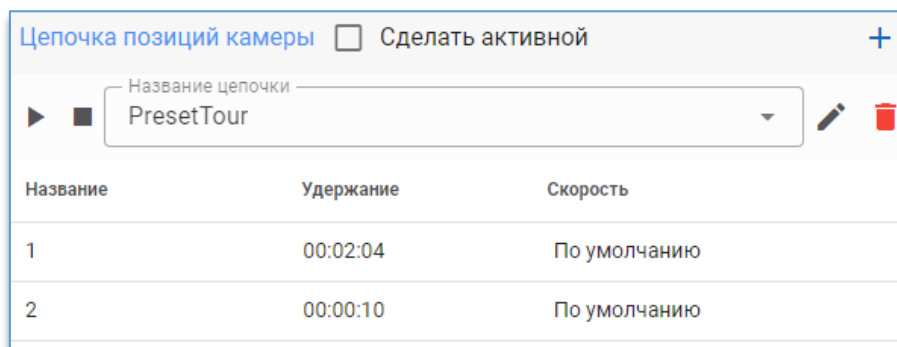 Цепочка позиций камеры Сделать активной
Название цепочки
PresetTour
Название Удержание Скорость
1 00:02:04 По умолчанию
2 00:00:10 По умолчанию